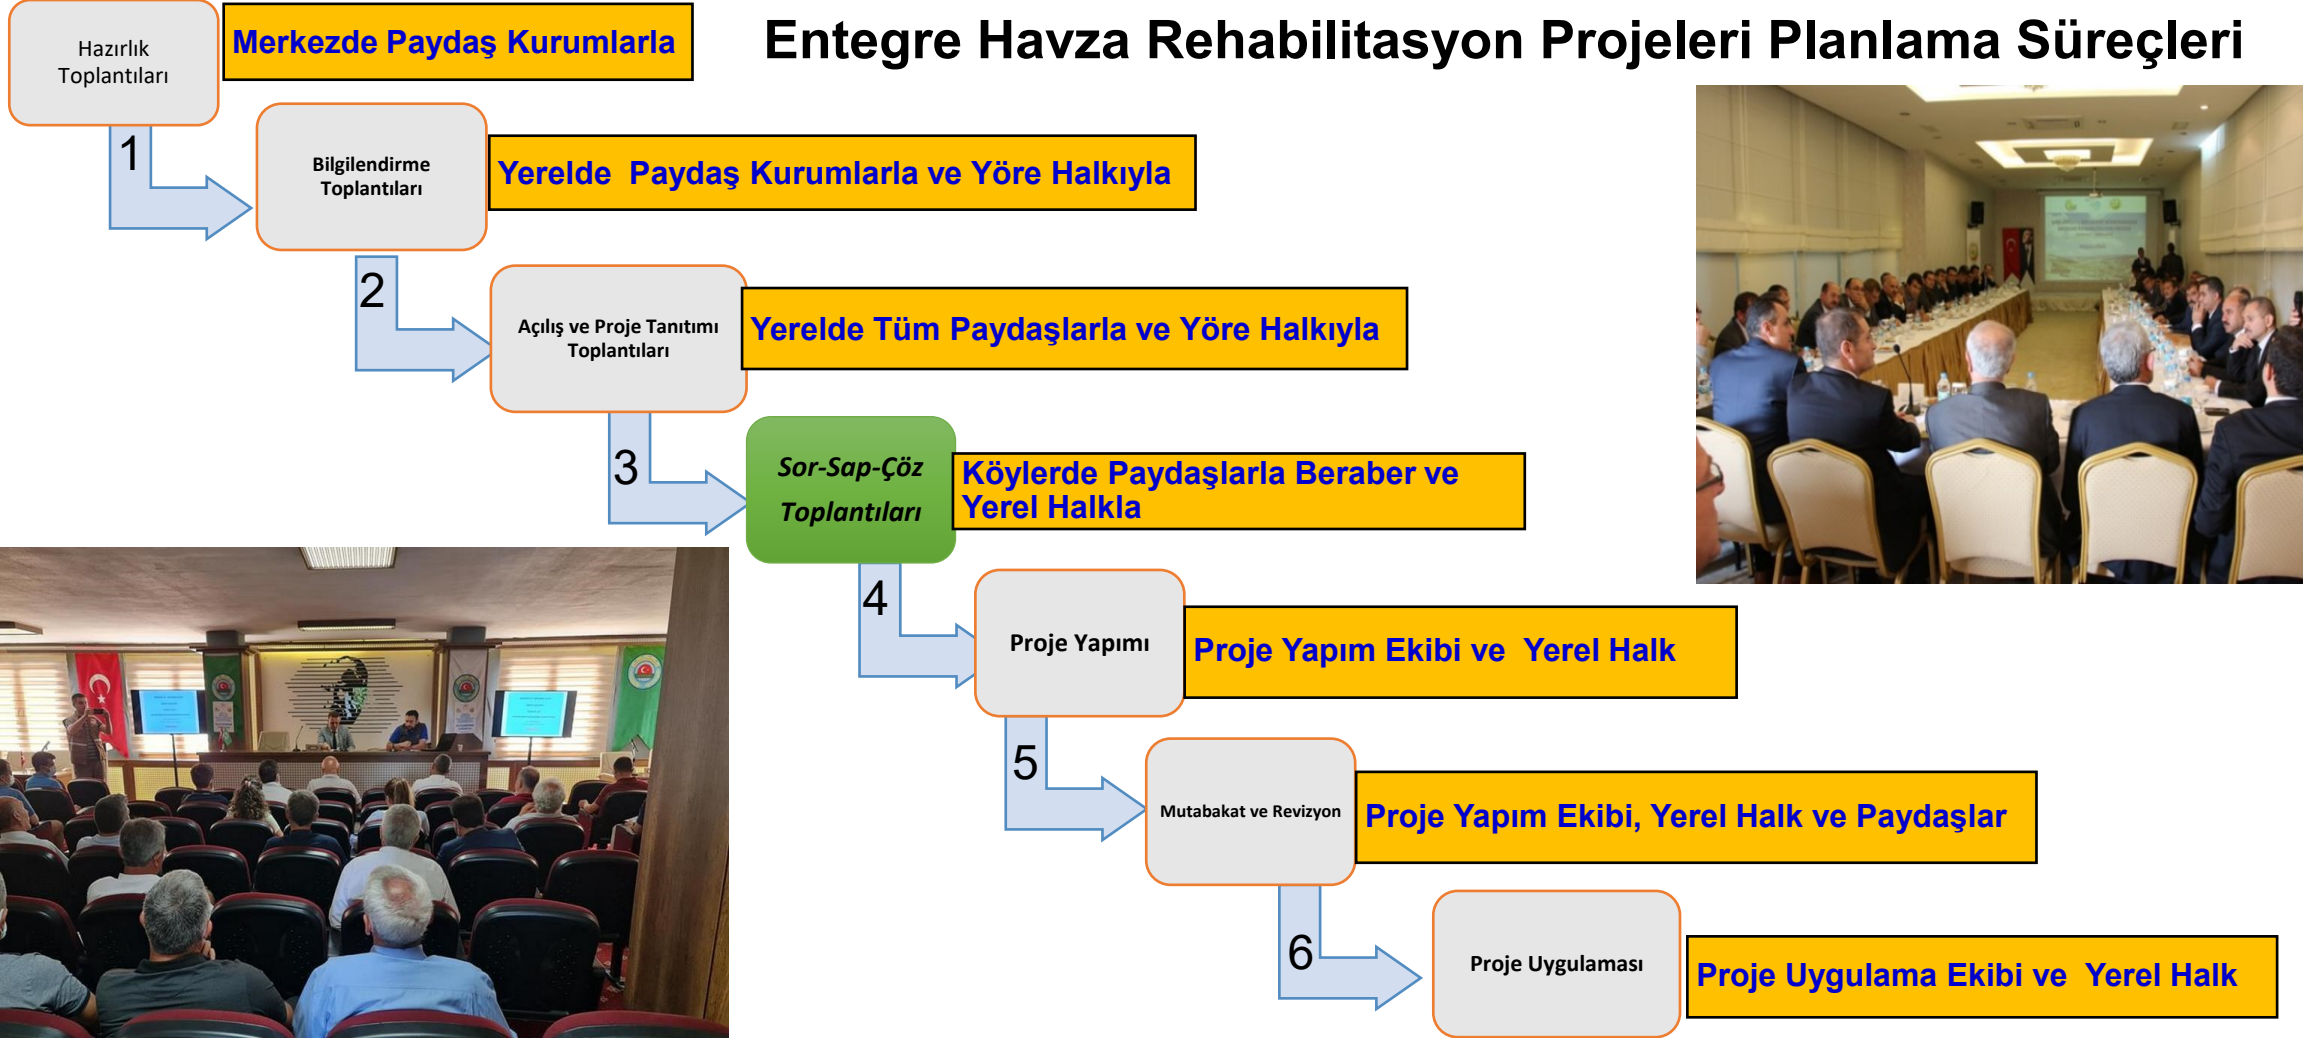 Entegre Havza Rehabilitasyon Projeleri Planlama Süreçleri
Hazırlık
Toplantıları
Merkezde Paydaş Kurumlarla
1
Bilgilendirme
Toplantıları
Yerelde  Paydaş Kurumlarla ve Yöre Halkıyla
2
Açılış ve Proje Tanıtımı
Toplantıları
Yerelde Tüm Paydaşlarla ve Yöre Halkıyla
3
Sor-Sap-Çöz
Toplantıları
Köylerde Paydaşlarla Beraber ve
Yerel Halkla
4
Proje Yapımı
Proje Yapım Ekibi ve  Yerel Halk
5
Mutabakat ve Revizyon
Proje Yapım Ekibi, Yerel Halk ve Paydaşlar
6
Proje Uygulaması
Proje Uygulama Ekibi ve  Yerel Halk